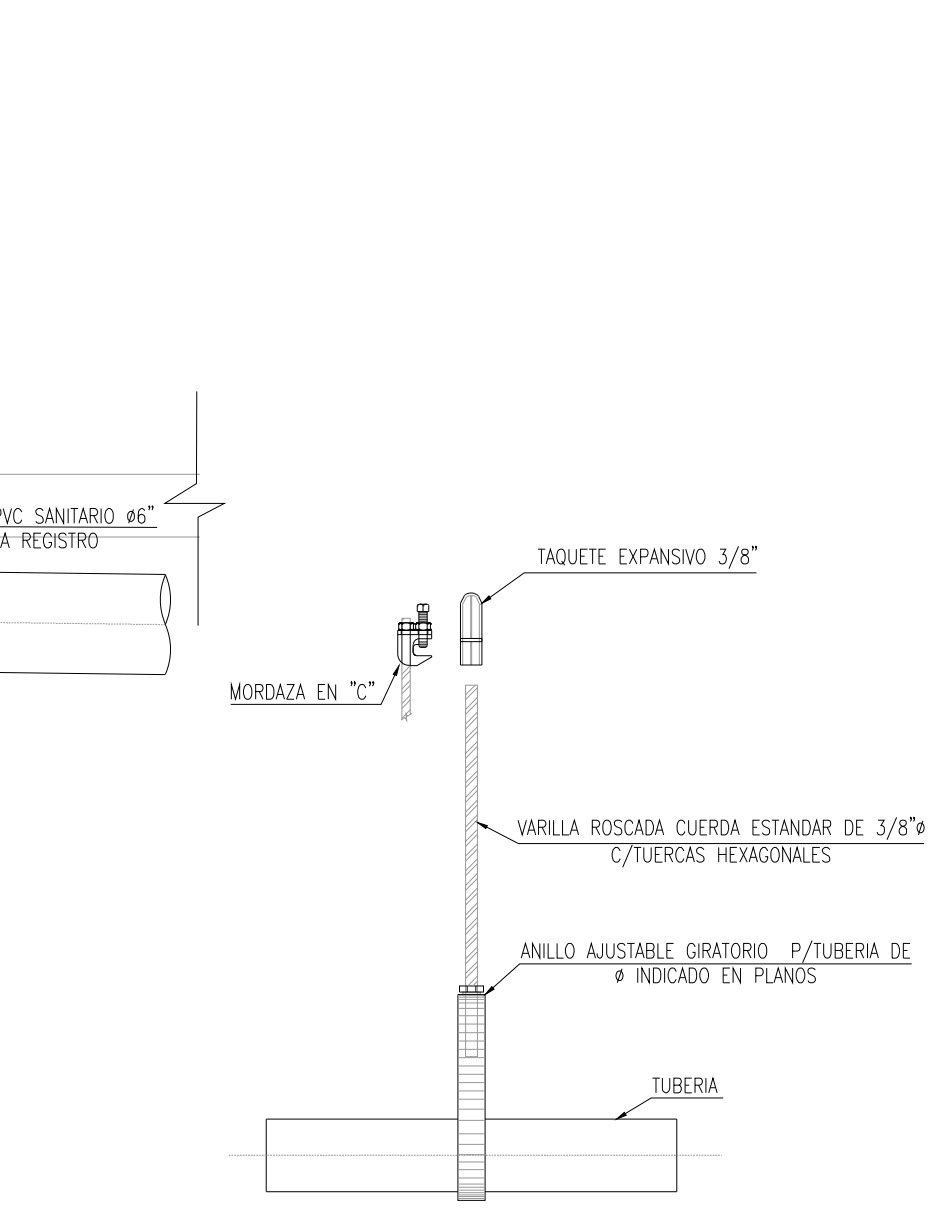 PVC SANITARIO ø6”
A REGISTRO
TAQUETE EXPANSIVO 3/8”
MORDAZA EN ”C”
VARILLA ROSCADA CUERDA ESTANDAR DE 3/8”ø
C/TUERCAS HEXAGONALES
ANILLO AJUSTABLE GIRATORIO P/TUBERIA DE
ø INDICADO EN PLANOS
TUBERIA